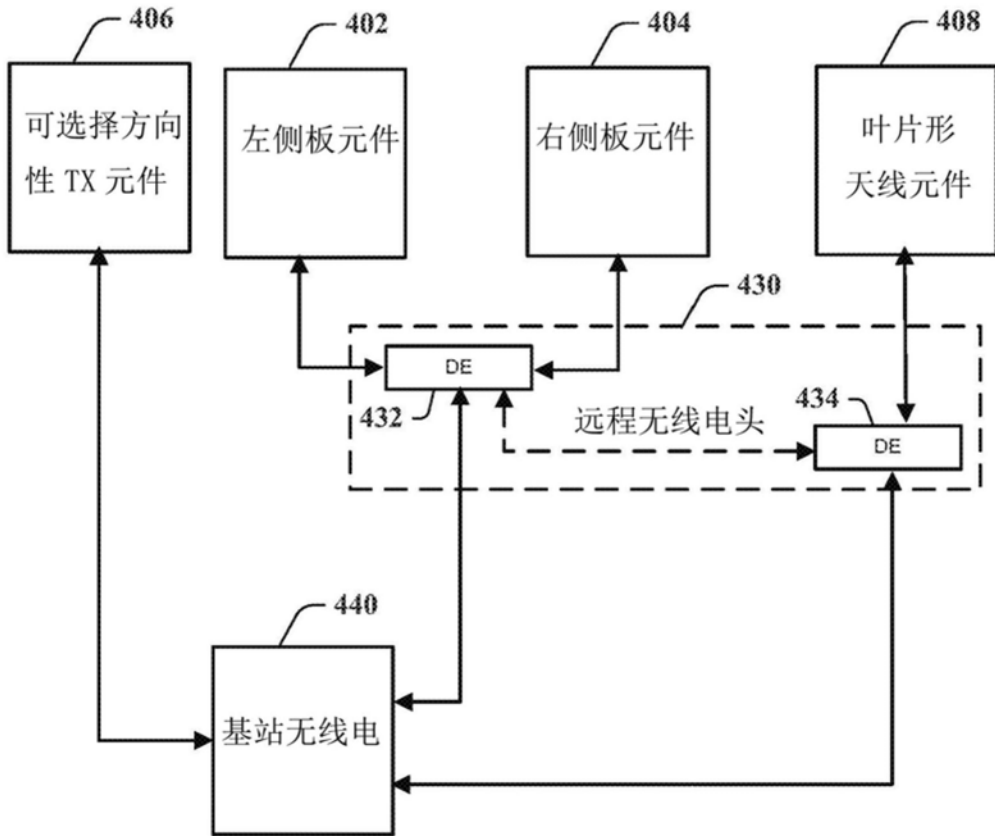 406
402
404
408
可选择方向
性 TX 元件
左侧板元件
右侧板元件
叶片形
天线元件
430
DE
432
远程无线电头
434
DE
440
基站无线电